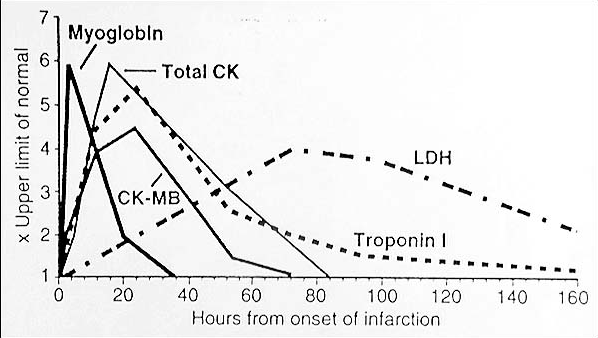 7
Myoglobin
6
Total CK
5
4
LDH
3
CK-MB
2
Troponin I
1
0 20 40 60 80 100 120 140 160
x Upper limit of normal
Hours from onset of infarction